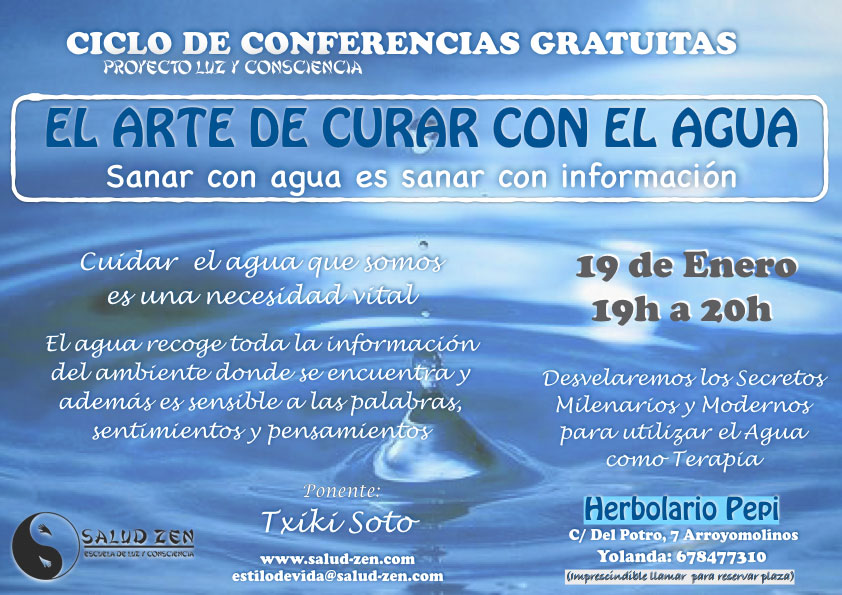 CICLO DE CONFERENCIAS GRATUITAS
PROYECTO LUZ Y CONSCIENCIA
EL ARTE DE CURAR CON EL AGUA
Sanar con agua es sanar con información
Cuidar el agua que somos
es una necesidad vital
El agua recoge toda la información
del ambiente donde se encuentra y
además es sensible a las palabras,
sentimientos y pensamientos
19 de Enero
19h a 20h
Desvelaremos los Secretos
Milenarios y Modernos
para utilizar el Agua
como Terapia
Ponente:
Txiki Soto
www.salud-zen.com
estilodevida@salud-zen.com
SALUD ZEN
ESCUELA DE LUZ Y CONSCIENCIA
Herbolario Pepi
C/ Del Potro, 7 Arroyomolinos
Yolanda: 678477310
(Imprescindible llamar para reservar plaza)